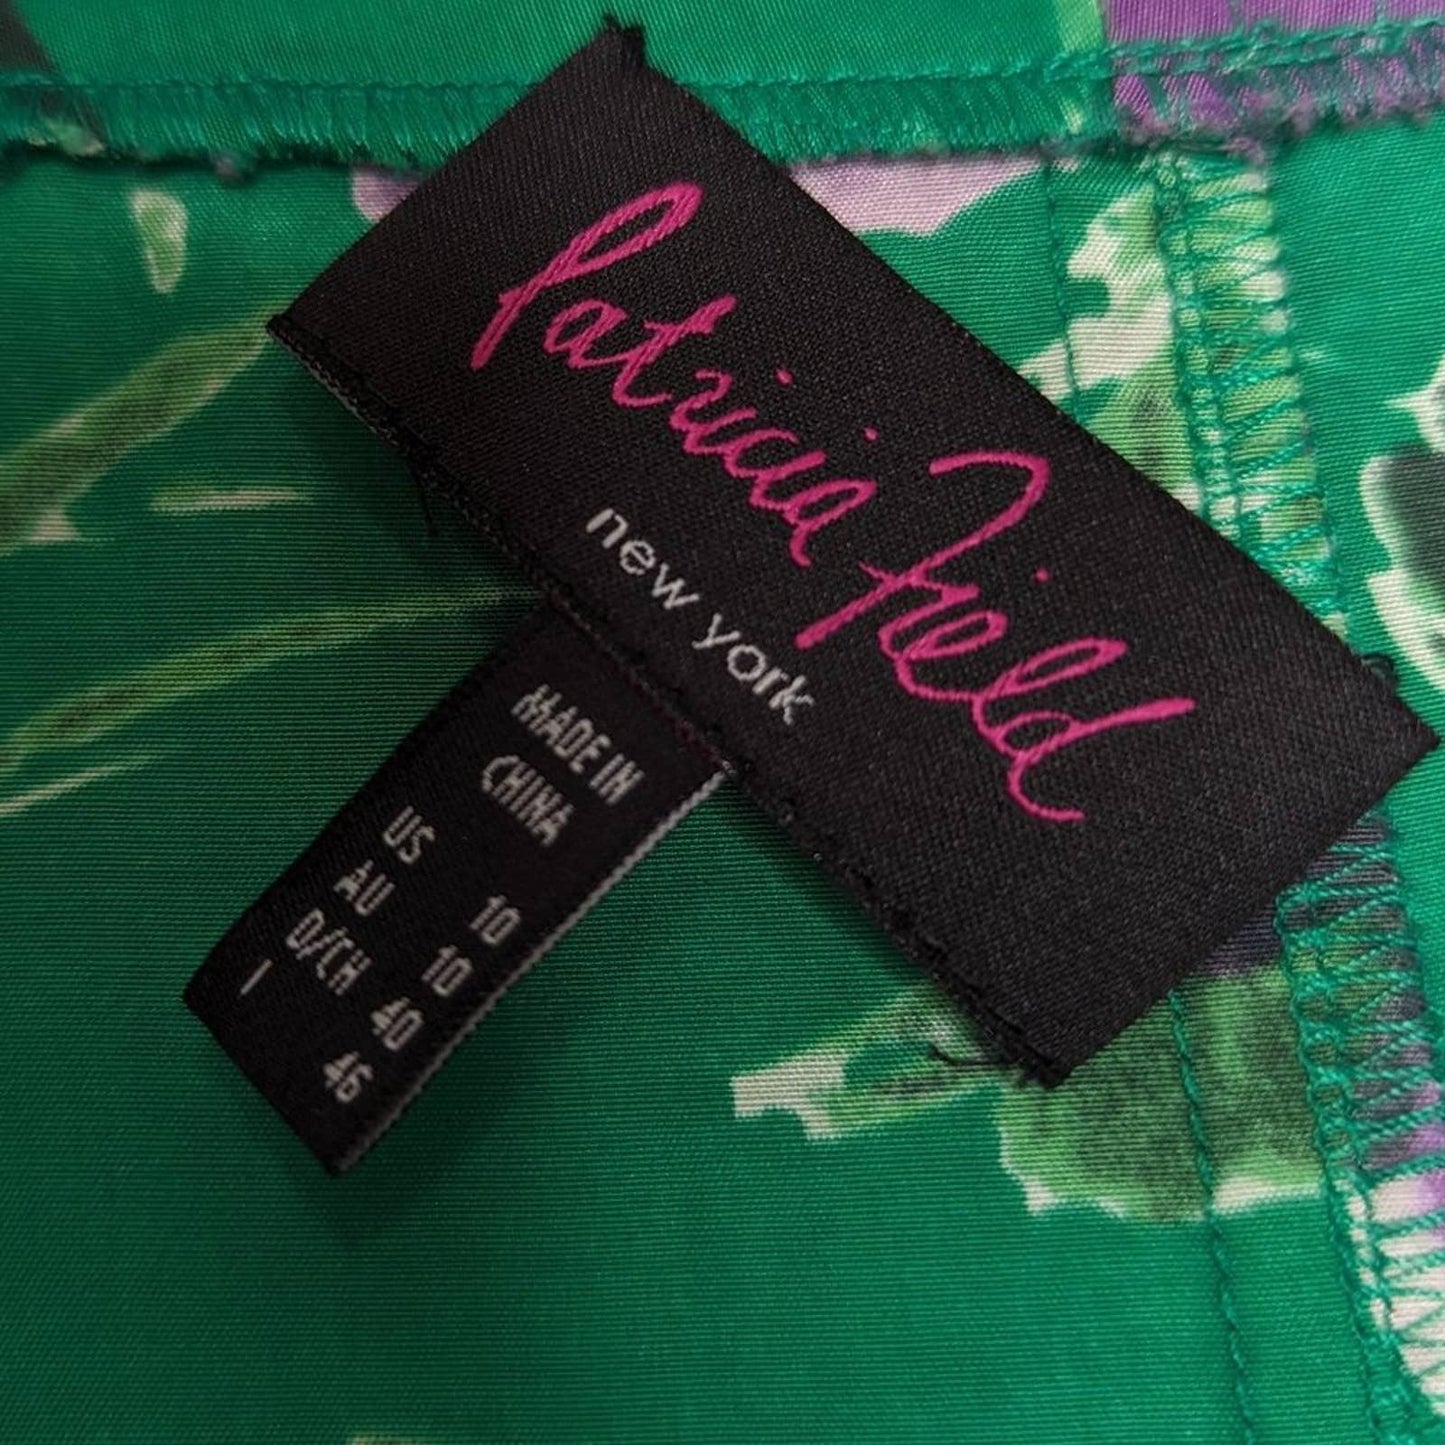 Patricia Field
new york
MADE IN
CHINA
US 10
AU 10
D/CH 40
I 46